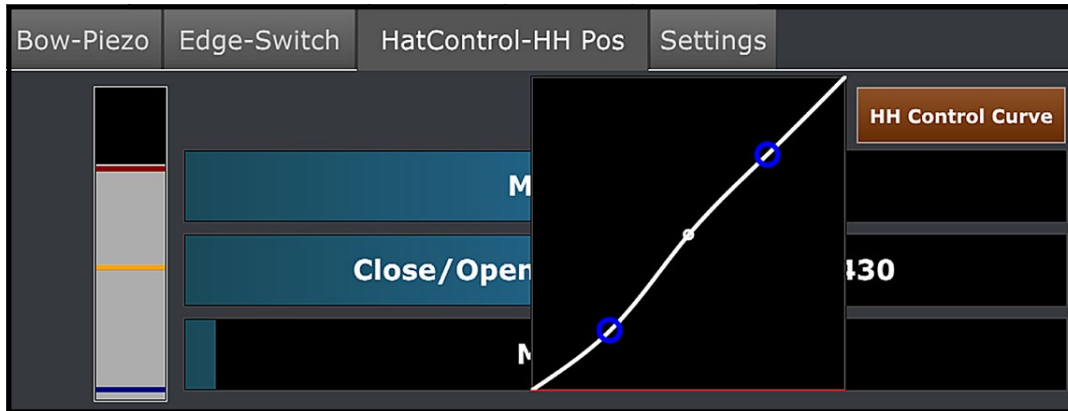 Bow-Piezo Edge-Switch HatControl-HH Pos Settings
HH Control Curve
M
Close/Open 430
M